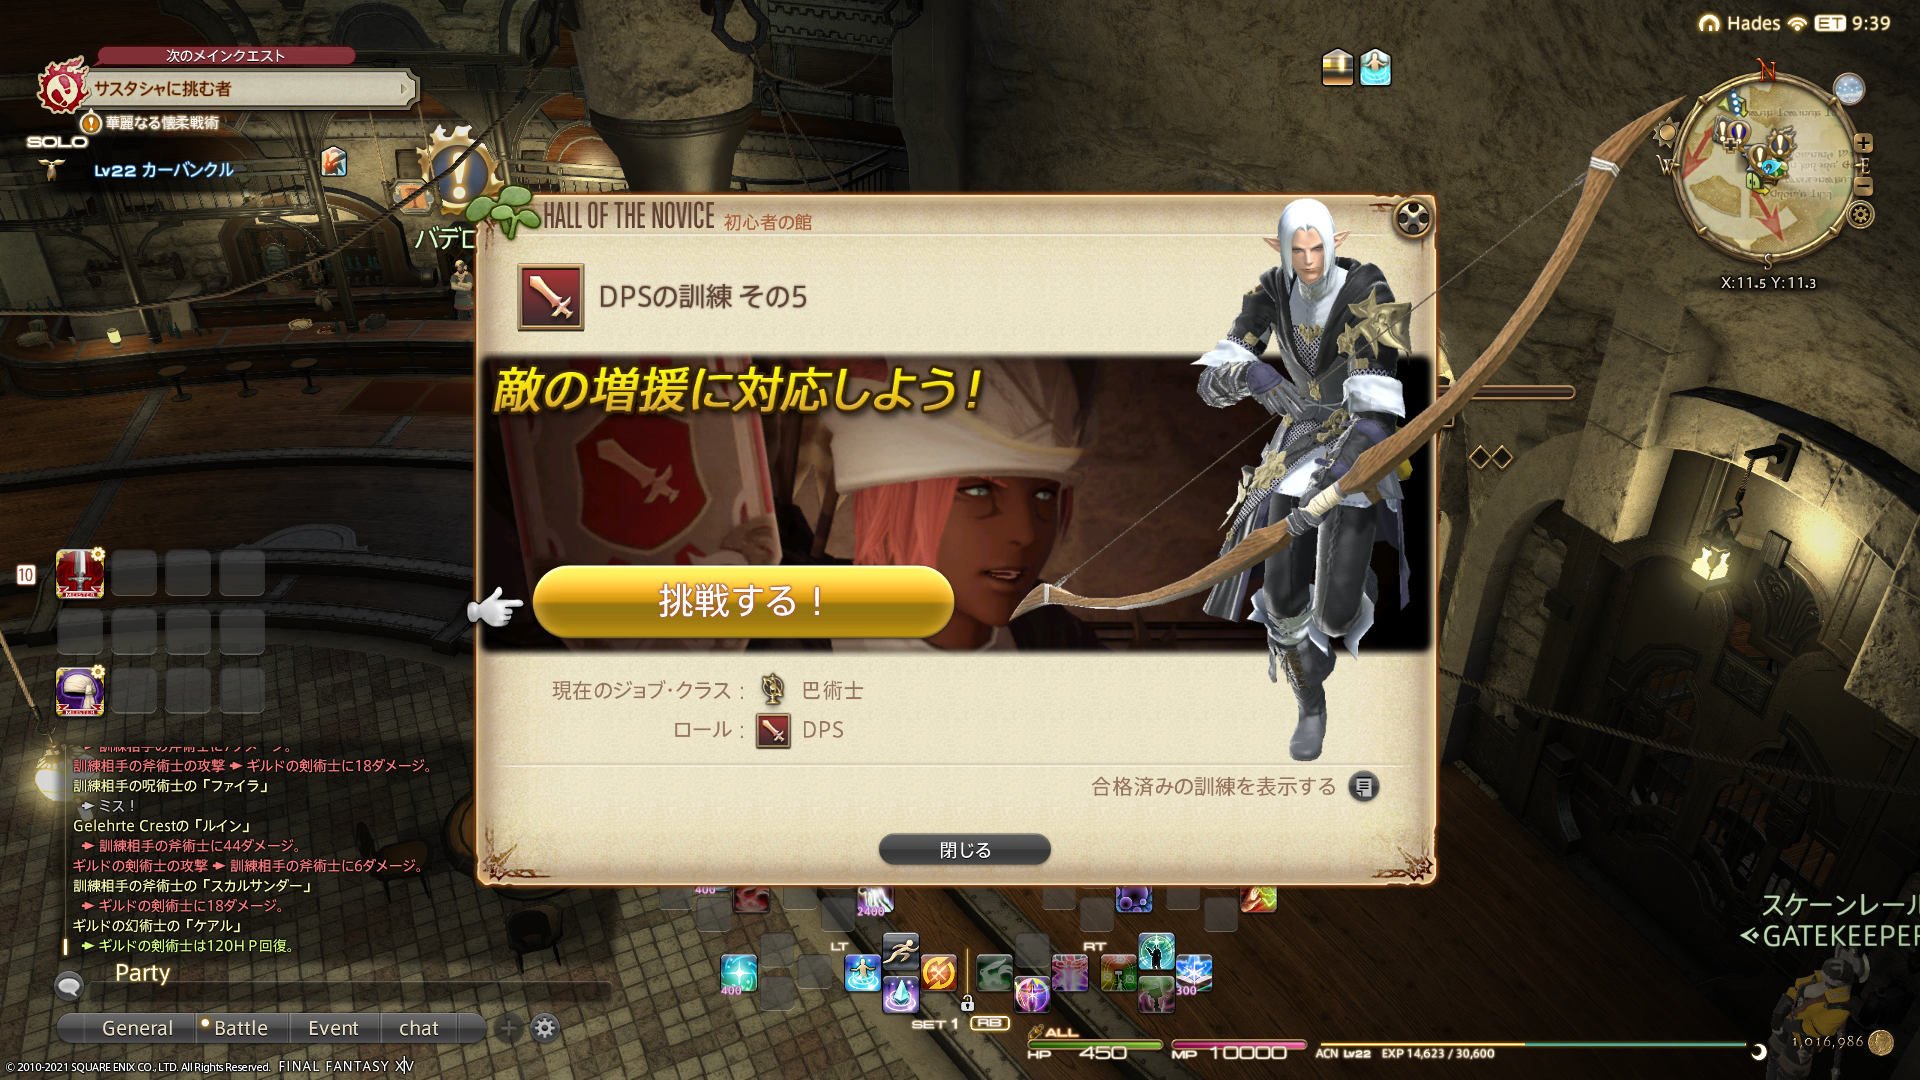 Hades ET 9:39
次のメインクエスト
サスタシャに挑む者
華麗なる懐柔戦術
SOLO
Lv22 カーバンクル
N
W
E
S
X:11.5 Y:11.3
バデロ
HALL OF THE NOVICE 初心者の館
DPSの訓練 その5
敵の増援に対応しよう!
挑戦する!
現在のジョブ・クラス : 巴術士
ロール : DPS
合格済みの訓練を表示する
閉じる
10
MEISTER
MEISTER
訓練相手の斧術士の攻撃 ギルドの剣術士に18ダメージ。
訓練相手の呪術士の「ファイラ」
ミス!
Gelehrte Crestの「ルイン」
訓練相手の斧術士に44ダメージ。
ギルドの剣術士の攻撃 訓練相手の斧術士に6ダメージ。
訓練相手の斧術士の「スカルサンダー」
ギルドの剣術士に18ダメージ。
ギルドの幻術士の「ケアル」
ギルドの剣術士は120HP回復。
Party
General Battle Event chat
400
2400
LT
RT
400
300
SET 1 RB
ALL
HP 450
MP 10000
ACN Lv22 EXP 14,623 / 30,600
スケーンレール
GATEKEEPER
1,016,986
© 2010-2021 SQUARE ENIX CO., LTD. All Rights Reserved. FINAL FANTASY XIV